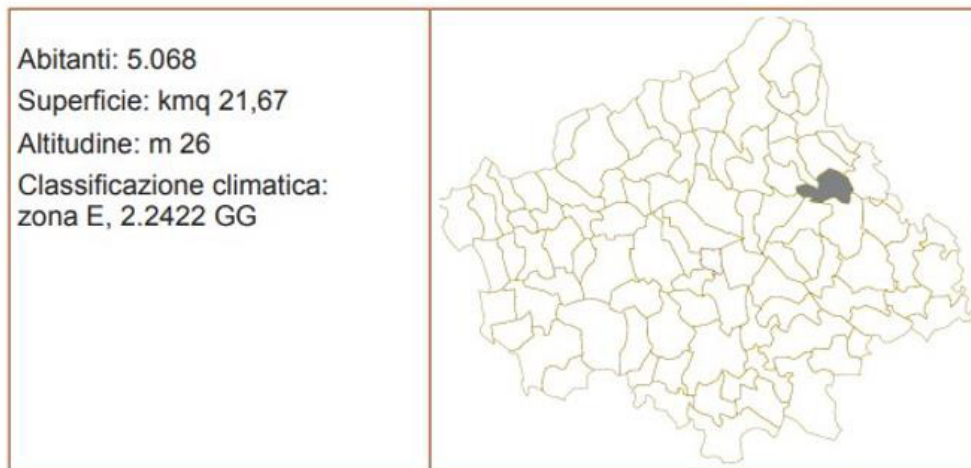 Abitanti: 5.068
Superficie: kmq 21,67
Altitudine: m 26
Classificazione climatica:
zona E, 2.2422 GG